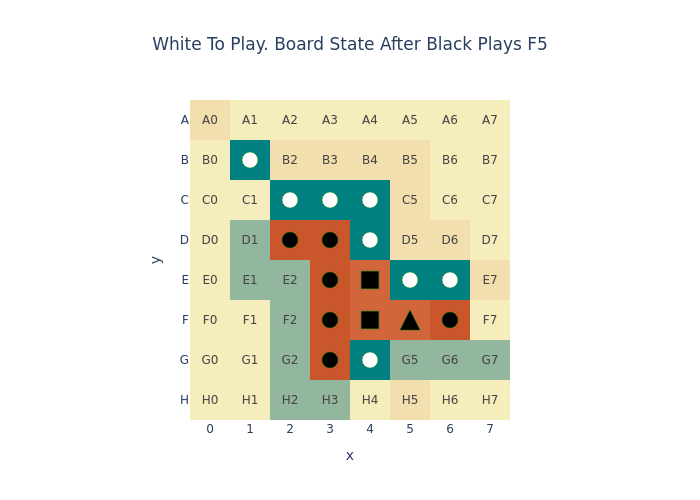 White To Play. Board State After Black Plays F5
A A0 A1 A2 A3 A4 A5 A6 A7
B B0 B2 B3 B4 B5 B6 B7
C C0 C1 C5 C6 C7
D D0 D1 D5 D6 D7
E E0 E1 E2 E7
F F0 F1 F2 F7
G G0 G1 G2 G5 G6 G7
H H0 H1 H2 H3 H4 H5 H6 H7
0 1 2 3 4 5 6 7
x
y